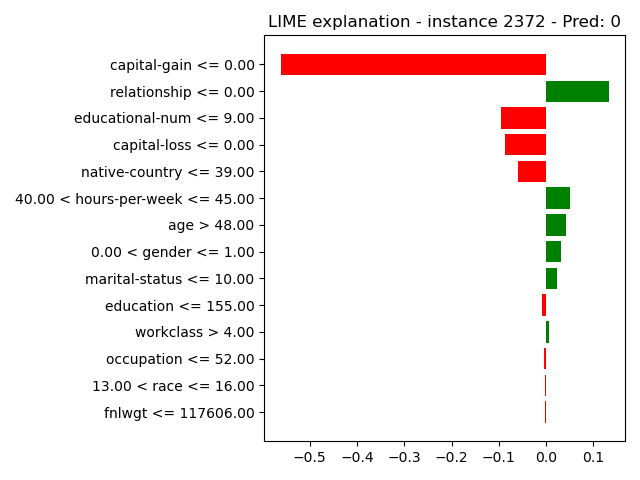 LIME explanation - instance 2372 - Pred: 0
capital-gain <= 0.00
relationship <= 0.00
educational-num <= 9.00
capital-loss <= 0.00
native-country <= 39.00
40.00 < hours-per-week <= 45.00
age > 48.00
0.00 < gender <= 1.00
marital-status <= 10.00
education <= 155.00
workclass > 4.00
occupation <= 52.00
13.00 < race <= 16.00
fnlwgt <= 117606.00
−0.5 −0.4 −0.3 −0.2 −0.1 0.0 0.1